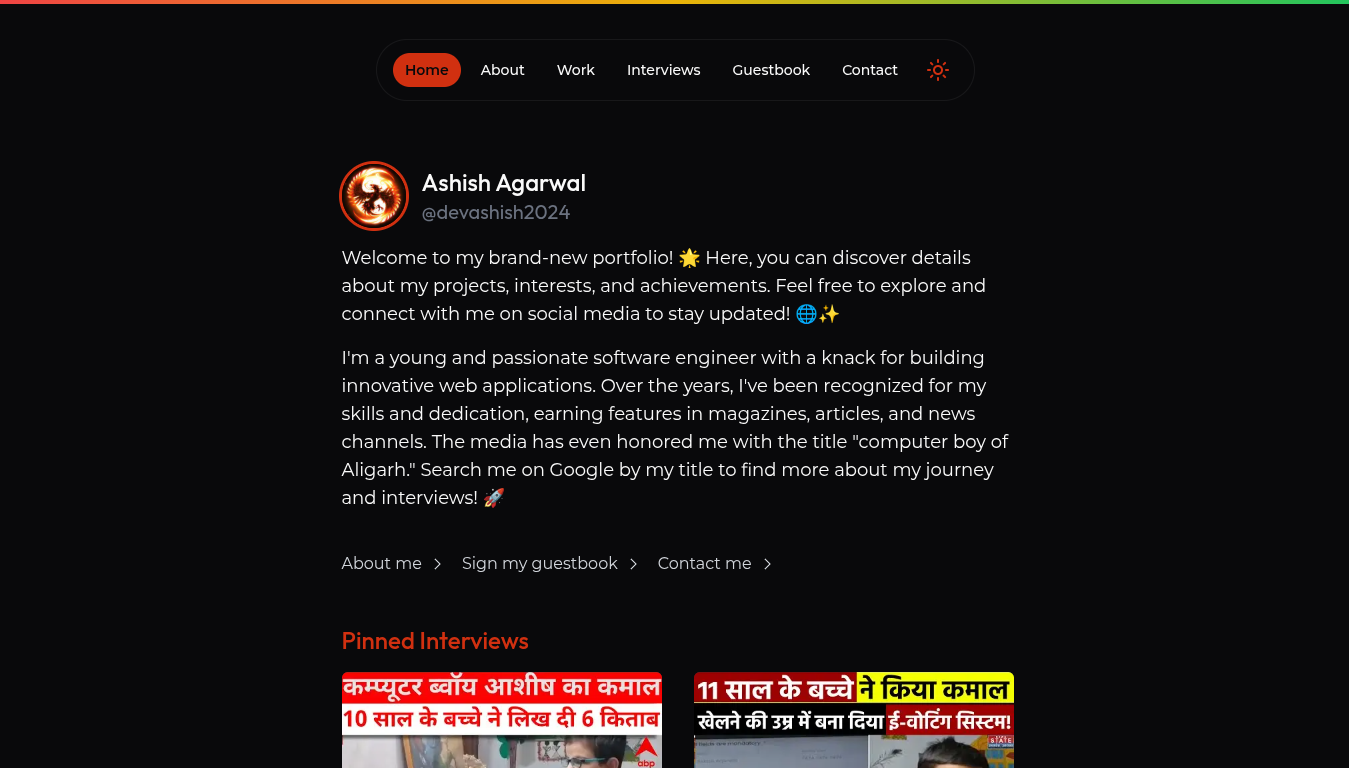 Home About Work Interviews Guestbook Contact
Ashish Agarwal
@devashish2024
Welcome to my brand-new portfolio! 🌟 Here, you can discover details
about my projects, interests, and achievements. Feel free to explore and
connect with me on social media to stay updated! 🌐✨
I'm a young and passionate software engineer with a knack for building
innovative web applications. Over the years, I've been recognized for my
skills and dedication, earning features in magazines, articles, and news
channels. The media has even honored me with the title "computer boy of
Aligarh." Search me on Google by my title to find more about my journey
and interviews! 🚀
About me Sign my guestbook Contact me
Pinned Interviews
कम्प्यूटर ब्वॉय आशीष का कमाल
10 साल के बच्चे ने लिख दी 6 किताब
abp
11 साल के बच्चे ने किया कमाल
खेलने की उम्र में बना दिया ई-वोटिंग सिस्टम!
STATE